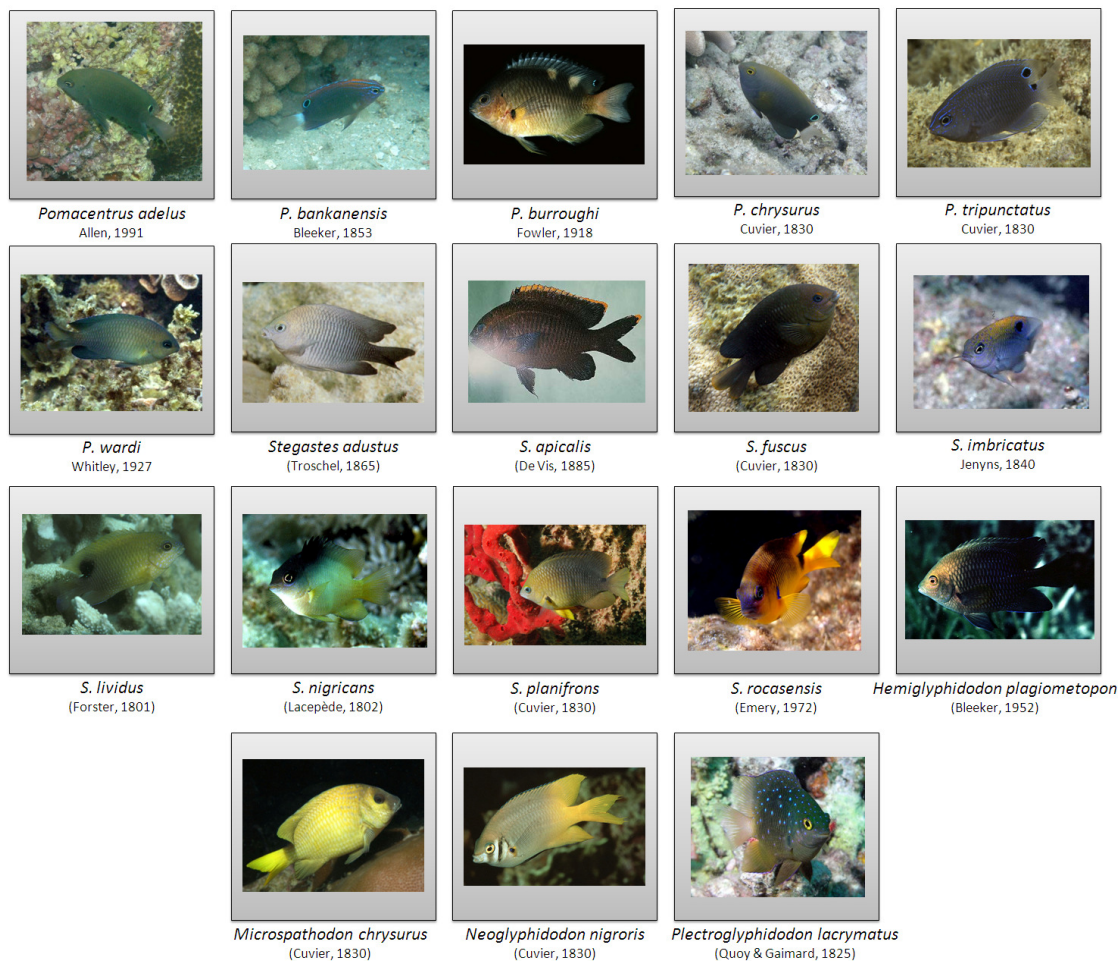 Pomacentrus adelus
Allen, 1991
P. bankanensis
Bleeker, 1853
P. burroughi
Fowler, 1918
P. chrysurus
Cuvier, 1830
P. tripunctatus
Cuvier, 1830
P. wardi
Whitley, 1927
Stegastes adustus
(Troschel, 1865)
S. apicalis
(De Vis, 1885)
S. fuscus
(Cuvier, 1830)
S. imbricatus
Jenyns, 1840
S. lividus
(Forster, 1801)
S. nigricans
(Lacepède, 1802)
S. planifrons
(Cuvier, 1830)
S. rocasensis
(Emery, 1972)
Hemiglyphidodon plagiometopon
(Bleeker, 1952)
Microspathodon chrysurus
(Cuvier, 1830)
Neoglyphidodon nigroris
(Cuvier, 1830)
Plectroglyphidodon lacrymatus
(Quoy & Gaimard, 1825)